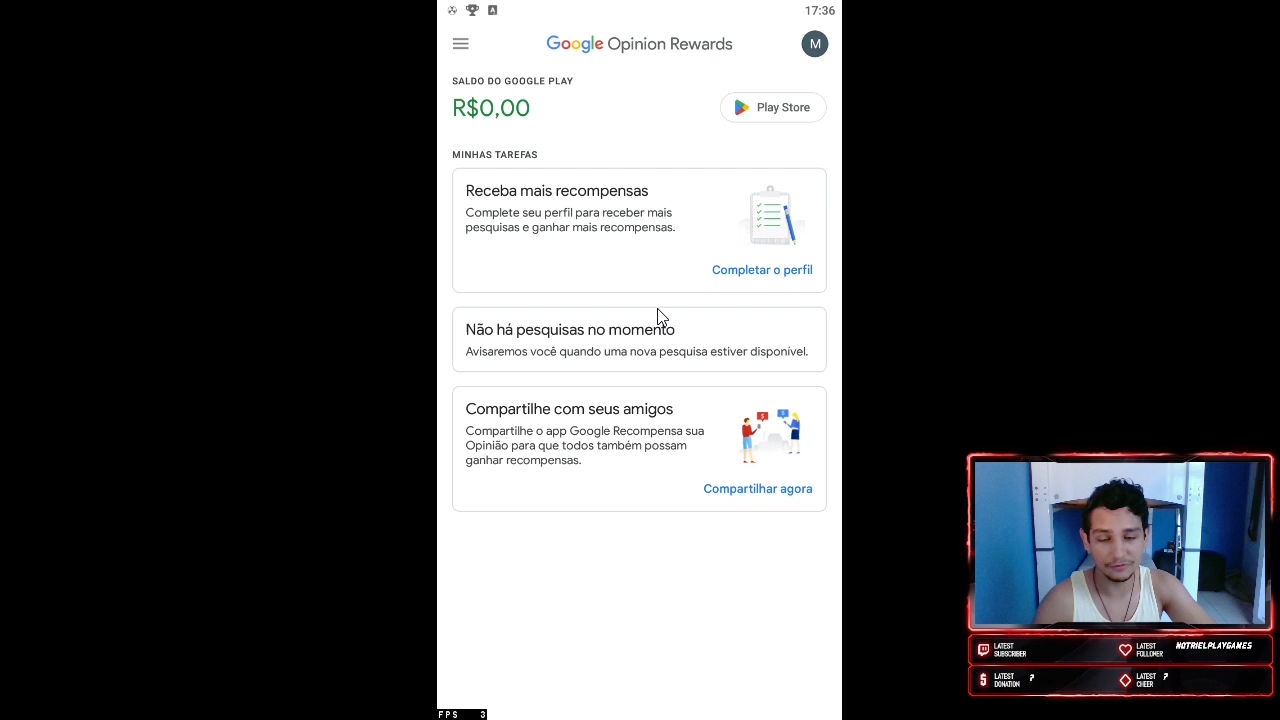 17:36
Google Opinion Rewards
M
SALDO DO GOOGLE PLAY
R$0,00
Play Store
MINHAS TAREFAS
Receba mais recompensas
Complete seu perfil para receber mais
pesquisas e ganhar mais recompensas.
Completar o perfil
Não há pesquisas no momento
Avisaremos você quando uma nova pesquisa estiver disponível.
Compartilhe com seus amigos
Compartilhe o app Google Recompensa sua
Opinião para que todos também possam
ganhar recompensas.
Compartilhar agora
LATEST
SUBSCRIBER
LATEST
FOLLOWER
NOTRIELPLAYGAMES
LATEST
DONATION
?
LATEST
CHEER
?
FPS 3